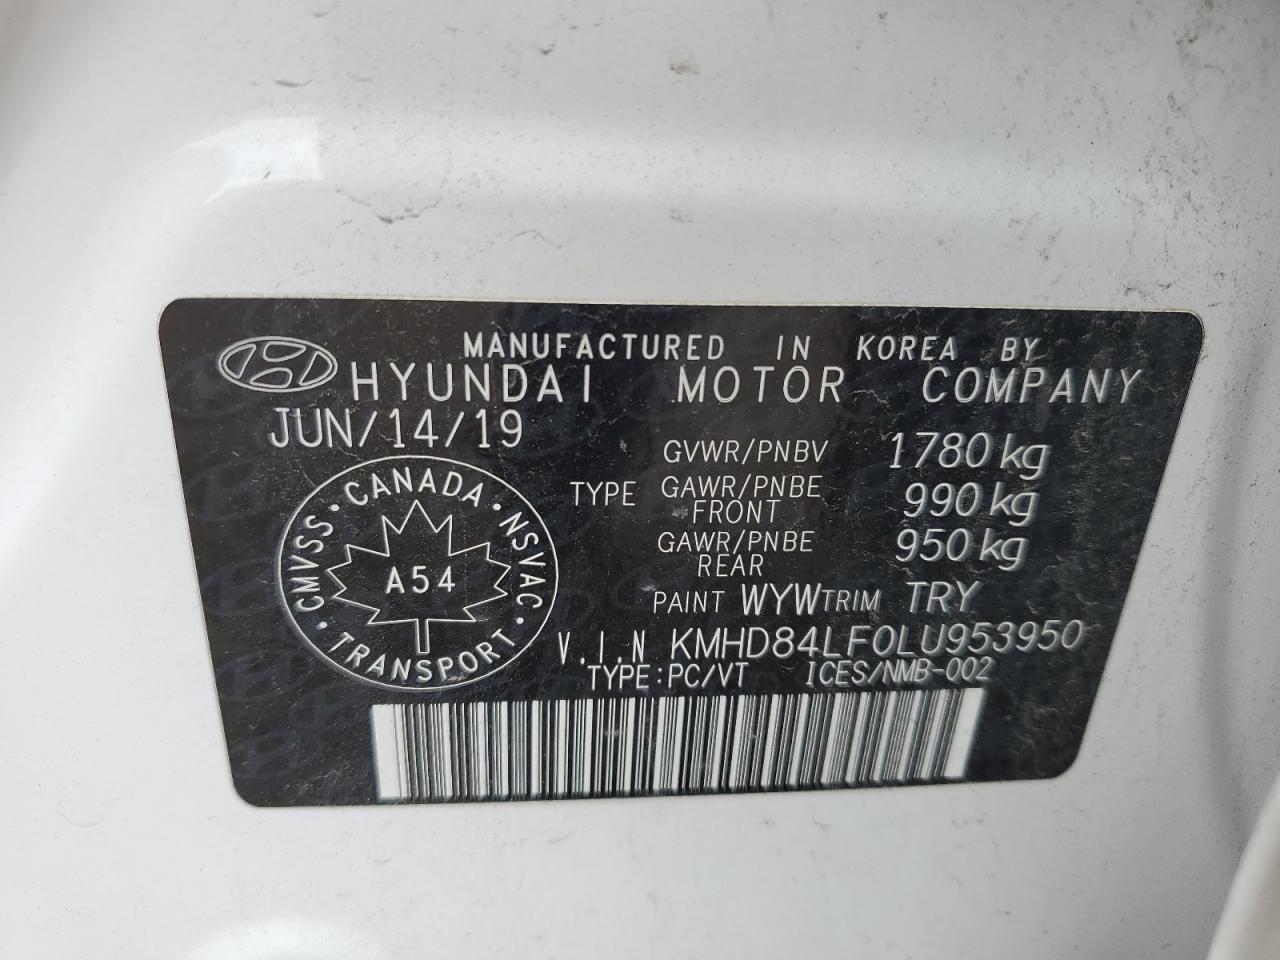 MANUFACTURED IN KOREA BY
HYUNDAI MOTOR COMPANY
JUN/14/19
GVWR/PNBV 1780 kg
TYPE GAWR/PNBE FRONT 990 kg
GAWR/PNBE REAR 950 kg
PAINT WYW TRIM TRY
V.I.N KMHD84LF0LU953950
TYPE:PC/VT ICES/NMB-002
CANADA · NSVAC · TRANSPORT · CMVSS ·
A54